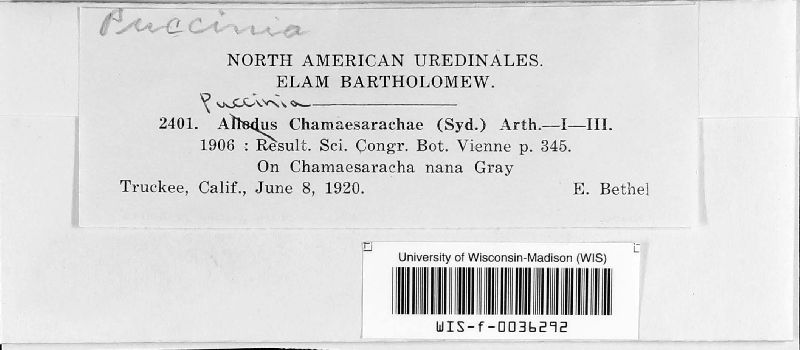 Puccinia
NORTH AMERICAN UREDINALES.
ELAM BARTHOLOMEW.
Puccinia
2401. Allodus Chamaesarachae (Syd.) Arth.—I—III.
1906 : Result. Sci. Congr. Bot. Vienne p. 345.
On Chamaesaracha nana Gray
Truckee, Calif., June 8, 1920. E. Bethel
University of Wisconsin-Madison (WIS)
WIS-f-0036292